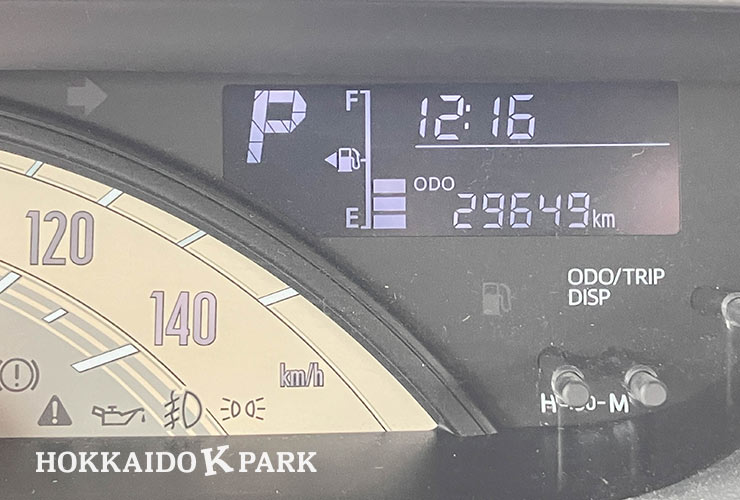 P
F
12:16
E
ODO
29649km
120
140
km/h
ODO/TRIP
DISP
H
-M
HOKKAIDO K PARK